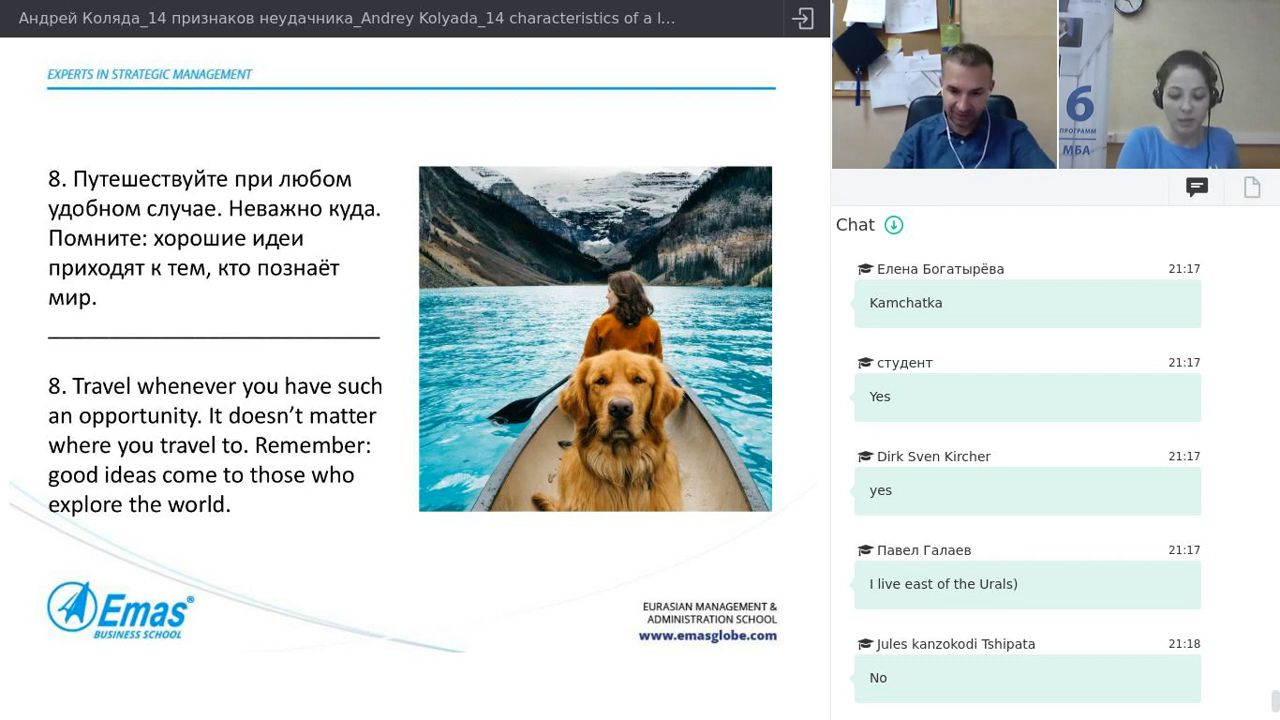 Андрей Коляда_14 признаков неудачника_Andrey Kolyada_14 characteristics of a l...
EXPERTS IN STRATEGIC MANAGEMENT
8. Путешествуйте при любом
удобном случае. Неважно куда.
Помните: хорошие идеи
приходят к тем, кто познаёт
мир.
8. Travel whenever you have such
an opportunity. It doesn’t matter
where you travel to. Remember:
good ideas come to those who
explore the world.
Emas®
BUSINESS SCHOOL
EURASIAN MANAGEMENT &
ADMINISTRATION SCHOOL
www.emasglobe.com
6
ПРОГРАММ
МБА
Chat
Елена Богатырёва 21:17
Kamchatka
студент 21:17
Yes
Dirk Sven Kircher 21:17
yes
Павел Галаев 21:17
I live east of the Urals)
Jules kanzokodi Tshipata 21:18
No